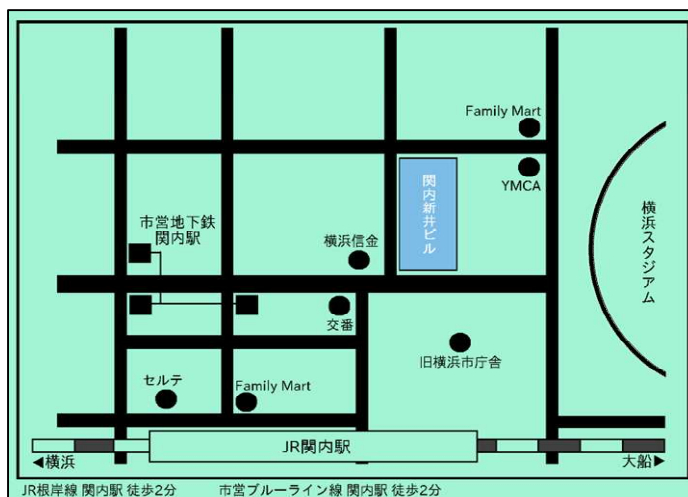 Family Mart
YMCA
関内新井ビル
横浜スタジアム
市営地下鉄
関内駅
横浜信金
交番
旧横浜市庁舎
セルテ
Family Mart
JR関内駅
◀横浜
大船▶
JR根岸線 関内駅 徒歩2分
市営ブルーライン線 関内駅 徒歩2分